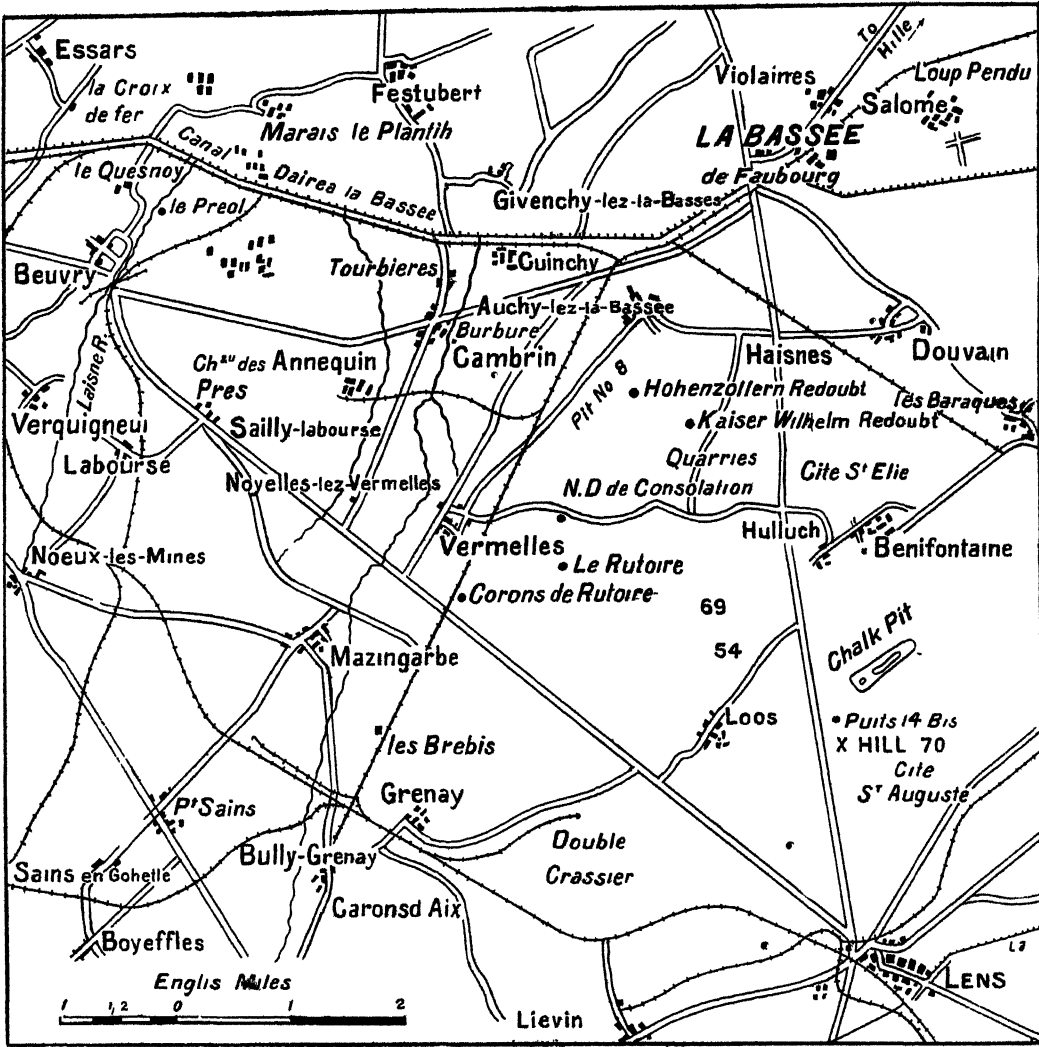 Essars
la Croix
de fer
Festubert
Marais le Plantih
Violaines
TO
Hille
Loup Pendu
Salome
LA BASSEE
de Faubourg
Canal
Dairea la Bassee
le Quesnoy
le Preol
Givenchy-lez-la-Basses
Beuvry
Tourbieres
Cuinchy
Auchy-lez-la-Bassee
Burbure
Cambrin
Haisnes
Douvain
Laisne R.
Chau des
Annequin
Pres
Pit No 8
Hohenzollern Redoubt
les Baraques
Kaiser Wilhelm Redoubt
Verquigneul
Sailly-labourse
Labourse
Quarries
Cite St Elie
Noyelles-lez-Vermelles
N.D de Consolation
Hulluch
Vermelles
Benifontaine
Noeux-les-Mines
Le Rutoire
Corons de Rutoire
69
54
Chalk Pit
Mazingarbe
Loos
Puits 14 Bis
X HILL 70
Cite
ST Auguste
les Brebis
Grenay
Pt Sains
Double
Crassier
Bully-Grenay
Sains en Gohelle
Caronsd Aix
Boyeffles
La
LENS
Lievin
Englis Miles
1 1,2 0 1 2